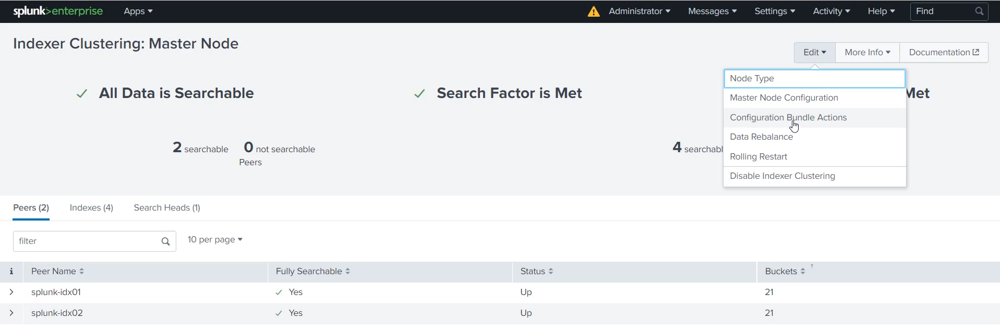 splunk>enterprise Apps Administrator Messages Settings Activity Help Find
Indexer Clustering: Master Node
Edit More Info Documentation
Node Type
Master Node Configuration
Configuration Bundle Actions
Data Rebalance
Rolling Restart
Disable Indexer Clustering
All Data is Searchable Search Factor is Met Met
2 searchable 0 not searchable
Peers
4 searchabl
Peers (2) Indexes (4) Search Heads (1)
filter 10 per page
i Peer Name Fully Searchable Status Buckets ?
> splunk-idx01 Yes Up 21
> splunk-idx02 Yes Up 21